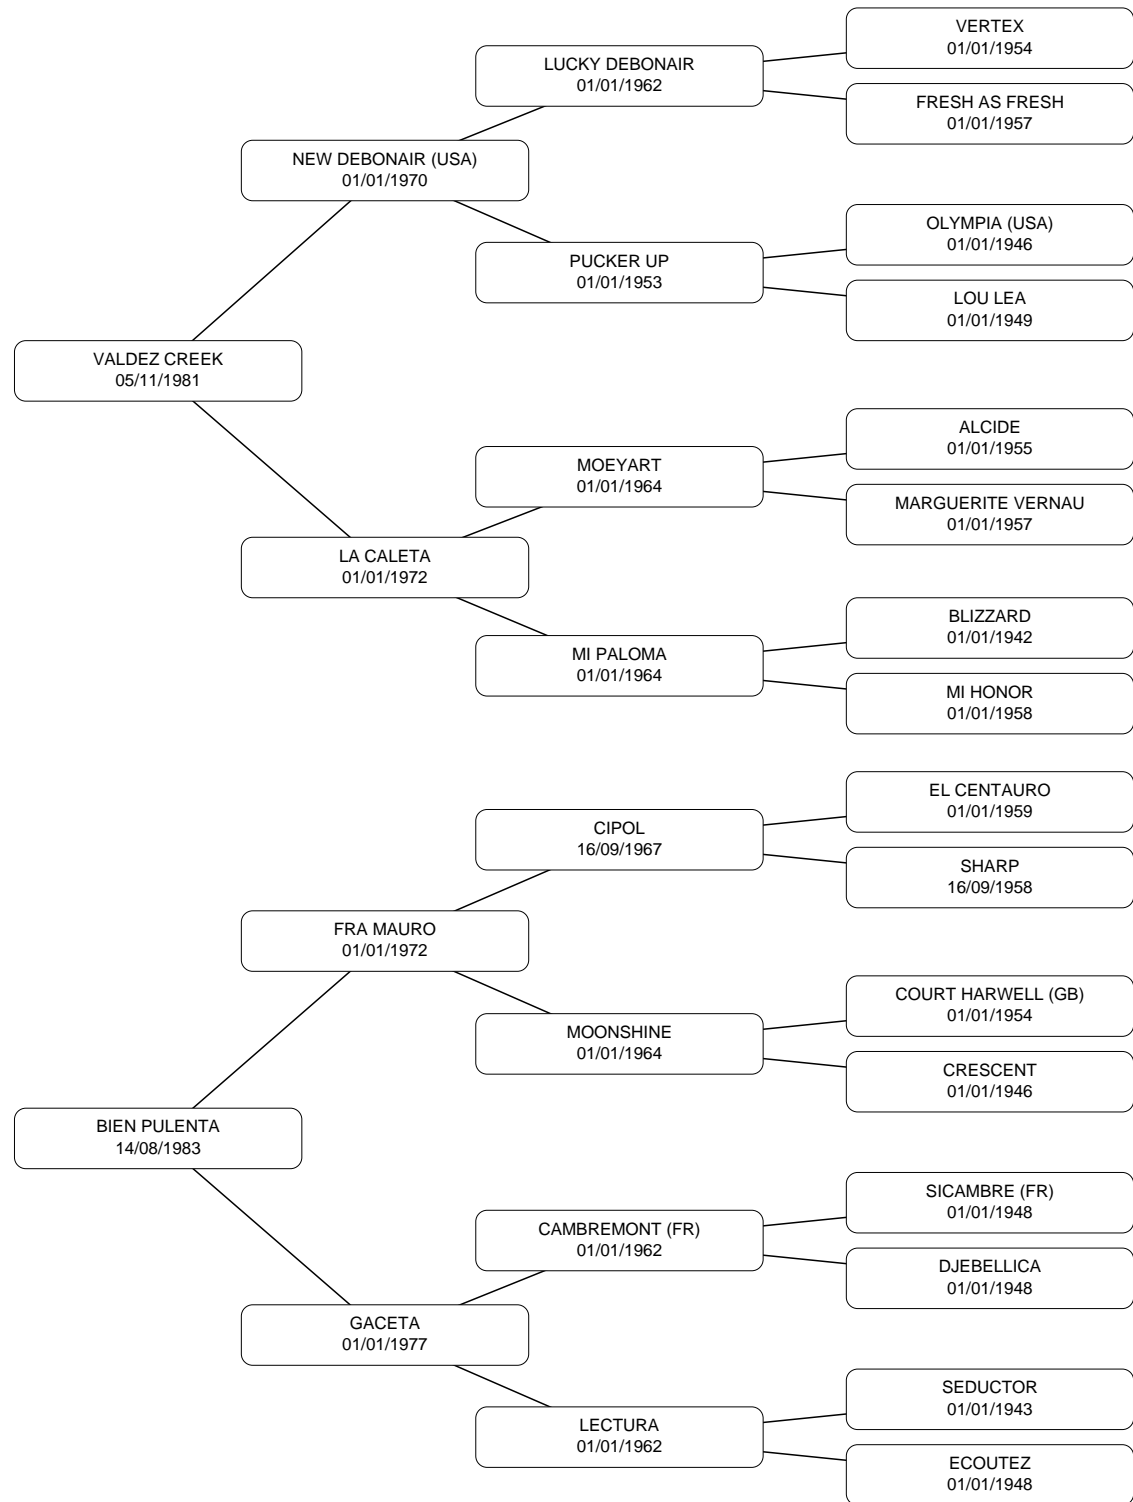 VERTEX
01/01/1954
LUCKY DEBONAIR
01/01/1962
FRESH AS FRESH
01/01/1957
NEW DEBONAIR (USA)
01/01/1970
OLYMPIA (USA)
01/01/1946
PUCKER UP
01/01/1953
LOU LEA
01/01/1949
VALDEZ CREEK
05/11/1981
ALCIDE
01/01/1955
MOEYART
01/01/1964
MARGUERITE VERNAU
01/01/1957
LA CALETA
01/01/1972
BLIZZARD
01/01/1942
MI PALOMA
01/01/1964
MI HONOR
01/01/1958
EL CENTAURO
01/01/1959
CIPOL
16/09/1967
SHARP
16/09/1958
FRA MAURO
01/01/1972
COURT HARWELL (GB)
01/01/1954
MOONSHINE
01/01/1964
CRESCENT
01/01/1946
BIEN PULENTA
14/08/1983
SICAMBRE (FR)
01/01/1948
CAMBREMONT (FR)
01/01/1962
DJEBELLICA
01/01/1948
GACETA
01/01/1977
SEDUCTOR
01/01/1943
LECTURA
01/01/1962
ECOUTEZ
01/01/1948